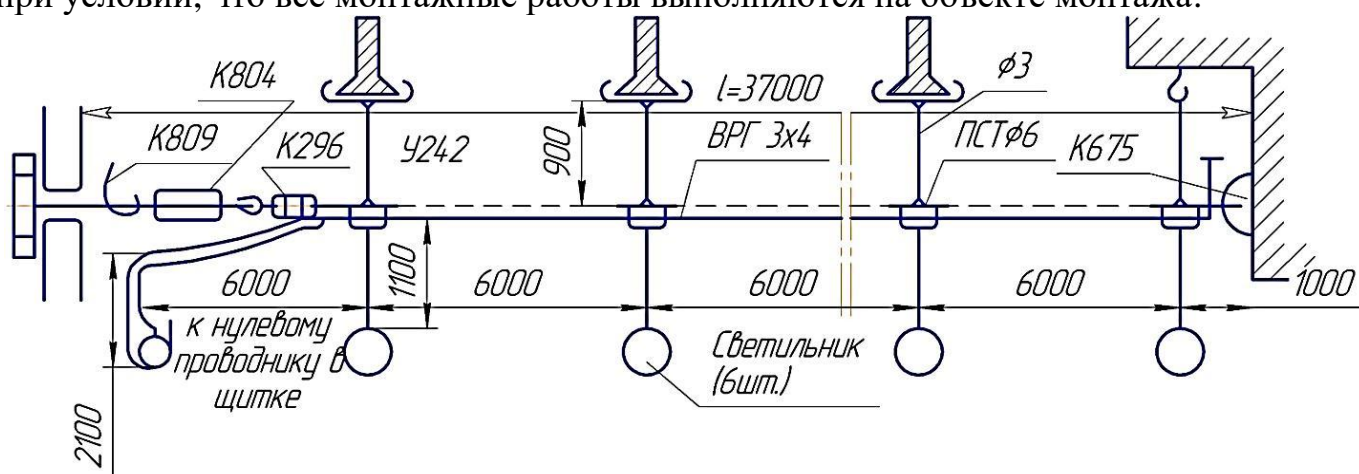 при условии, что все монтажные работы выполняются на объекте монтажа.
К804
l=37000
ф3
К809
К296
У242
900
ВРГ 3х4
ПСТф6
К675
6000
1100
6000
6000
6000
1000
к нулевому
проводнику в
щитке
Светильник
(6шт.)
2100